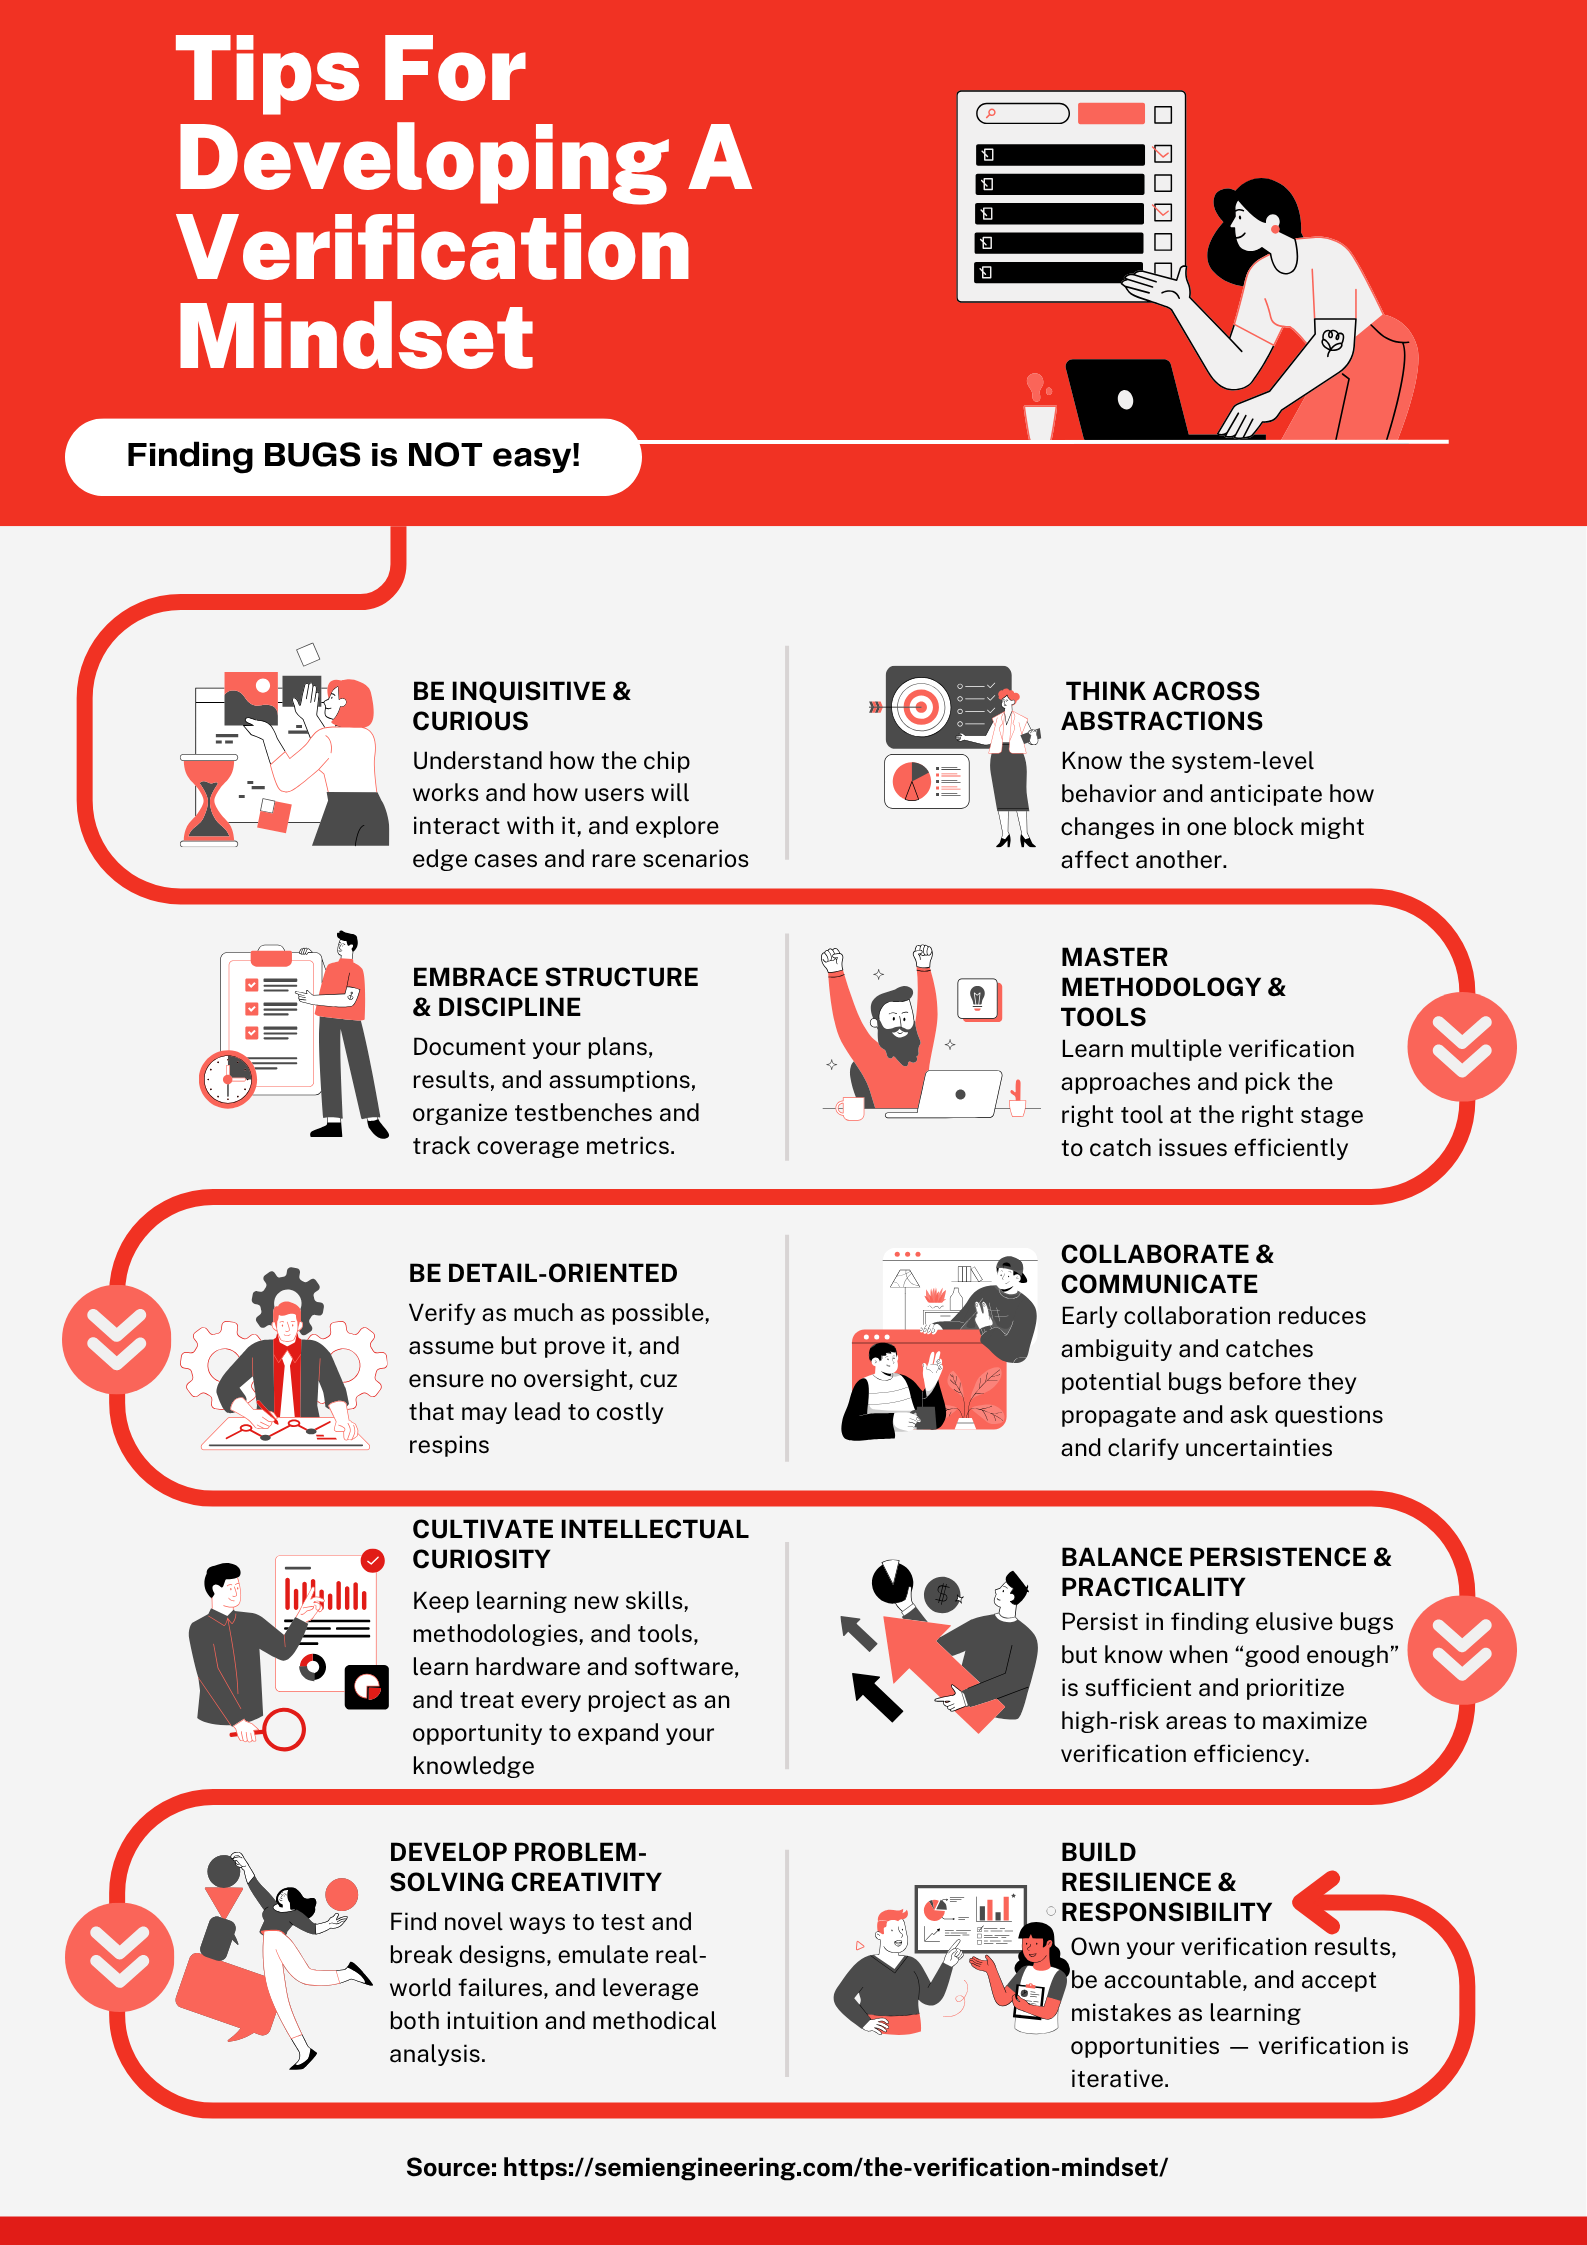 Tips For
Developing A
Verification
Mindset
Finding BUGS is NOT easy!
BE INQUISITIVE &
CURIOUS
Understand how the chip
works and how users will
interact with it, and explore
edge cases and rare scenarios
THINK ACROSS
ABSTRACTIONS
Know the system-level
behavior and anticipate how
changes in one block might
affect another.
EMBRACE STRUCTURE
& DISCIPLINE
Document your plans,
results, and assumptions,
organize testbenches and
track coverage metrics.
MASTER
METHODOLOGY &
TOOLS
Learn multiple verification
approaches and pick the
right tool at the right stage
to catch issues efficiently
BE DETAIL-ORIENTED
Verify as much as possible,
assume but prove it, and
ensure no oversight, cuz
that may lead to costly
respins
COLLABORATE &
COMMUNICATE
Early collaboration reduces
ambiguity and catches
potential bugs before they
propagate and ask questions
and clarify uncertainties
CULTIVATE INTELLECTUAL
CURIOSITY
Keep learning new skills,
methodologies, and tools,
learn hardware and software,
and treat every project as an
opportunity to expand your
knowledge
BALANCE PERSISTENCE &
PRACTICALITY
Persist in finding elusive bugs
but know when “good enough”
is sufficient and prioritize
high-risk areas to maximize
verification efficiency.
$
DEVELOP PROBLEM-
SOLVING CREATIVITY
Find novel ways to test and
break designs, emulate real-
world failures, and leverage
both intuition and methodical
analysis.
BUILD
RESILIENCE &
RESPONSIBILITY
Own your verification results,
be accountable, and accept
mistakes as learning
opportunities — verification is
iterative.
Source: https://semiengineering.com/the-verification-mindset/